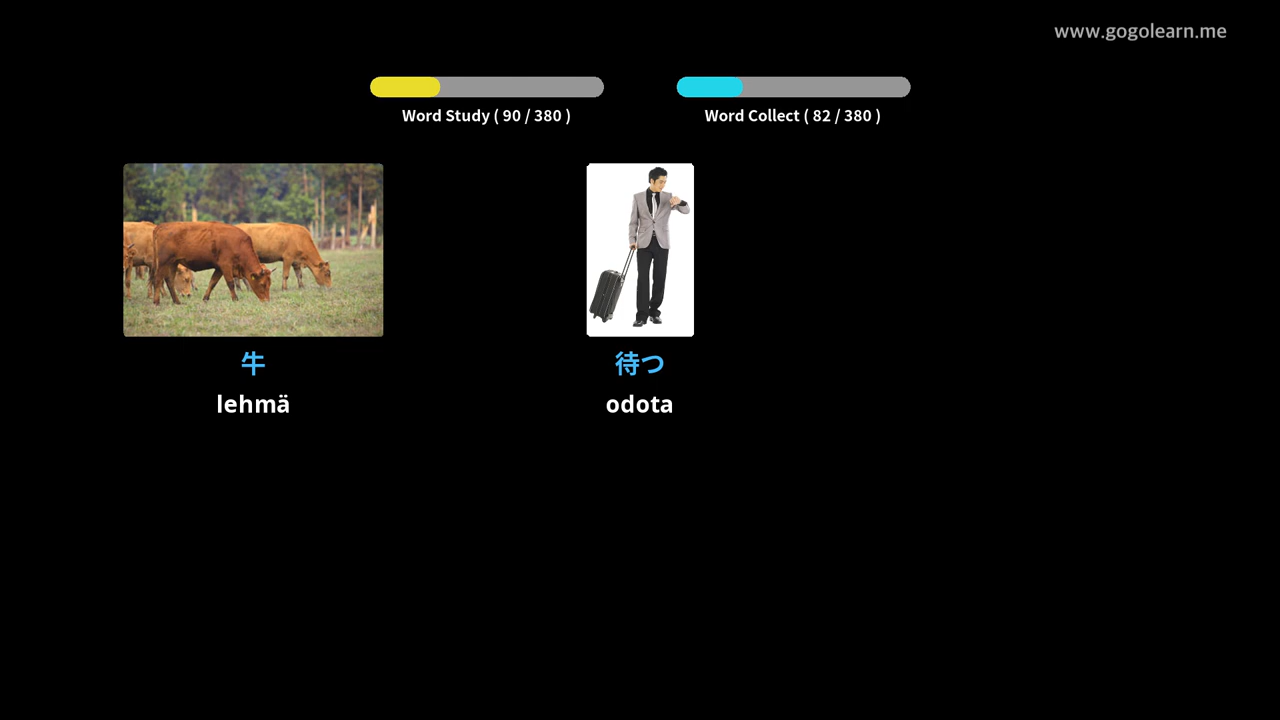 www.gogolearn.me
Word Study ( 90 / 380 )
Word Collect ( 82 / 380 )
牛
lehmä
待つ
odota